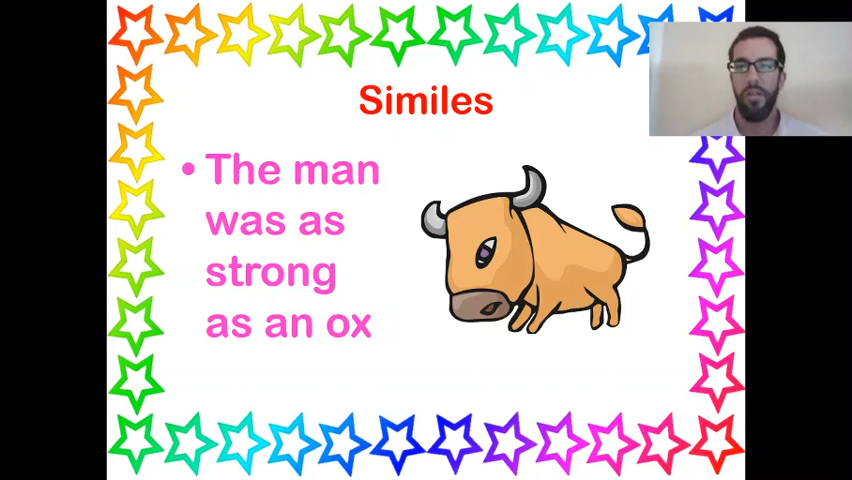 Similes
• The man
was as
strong
as an ox